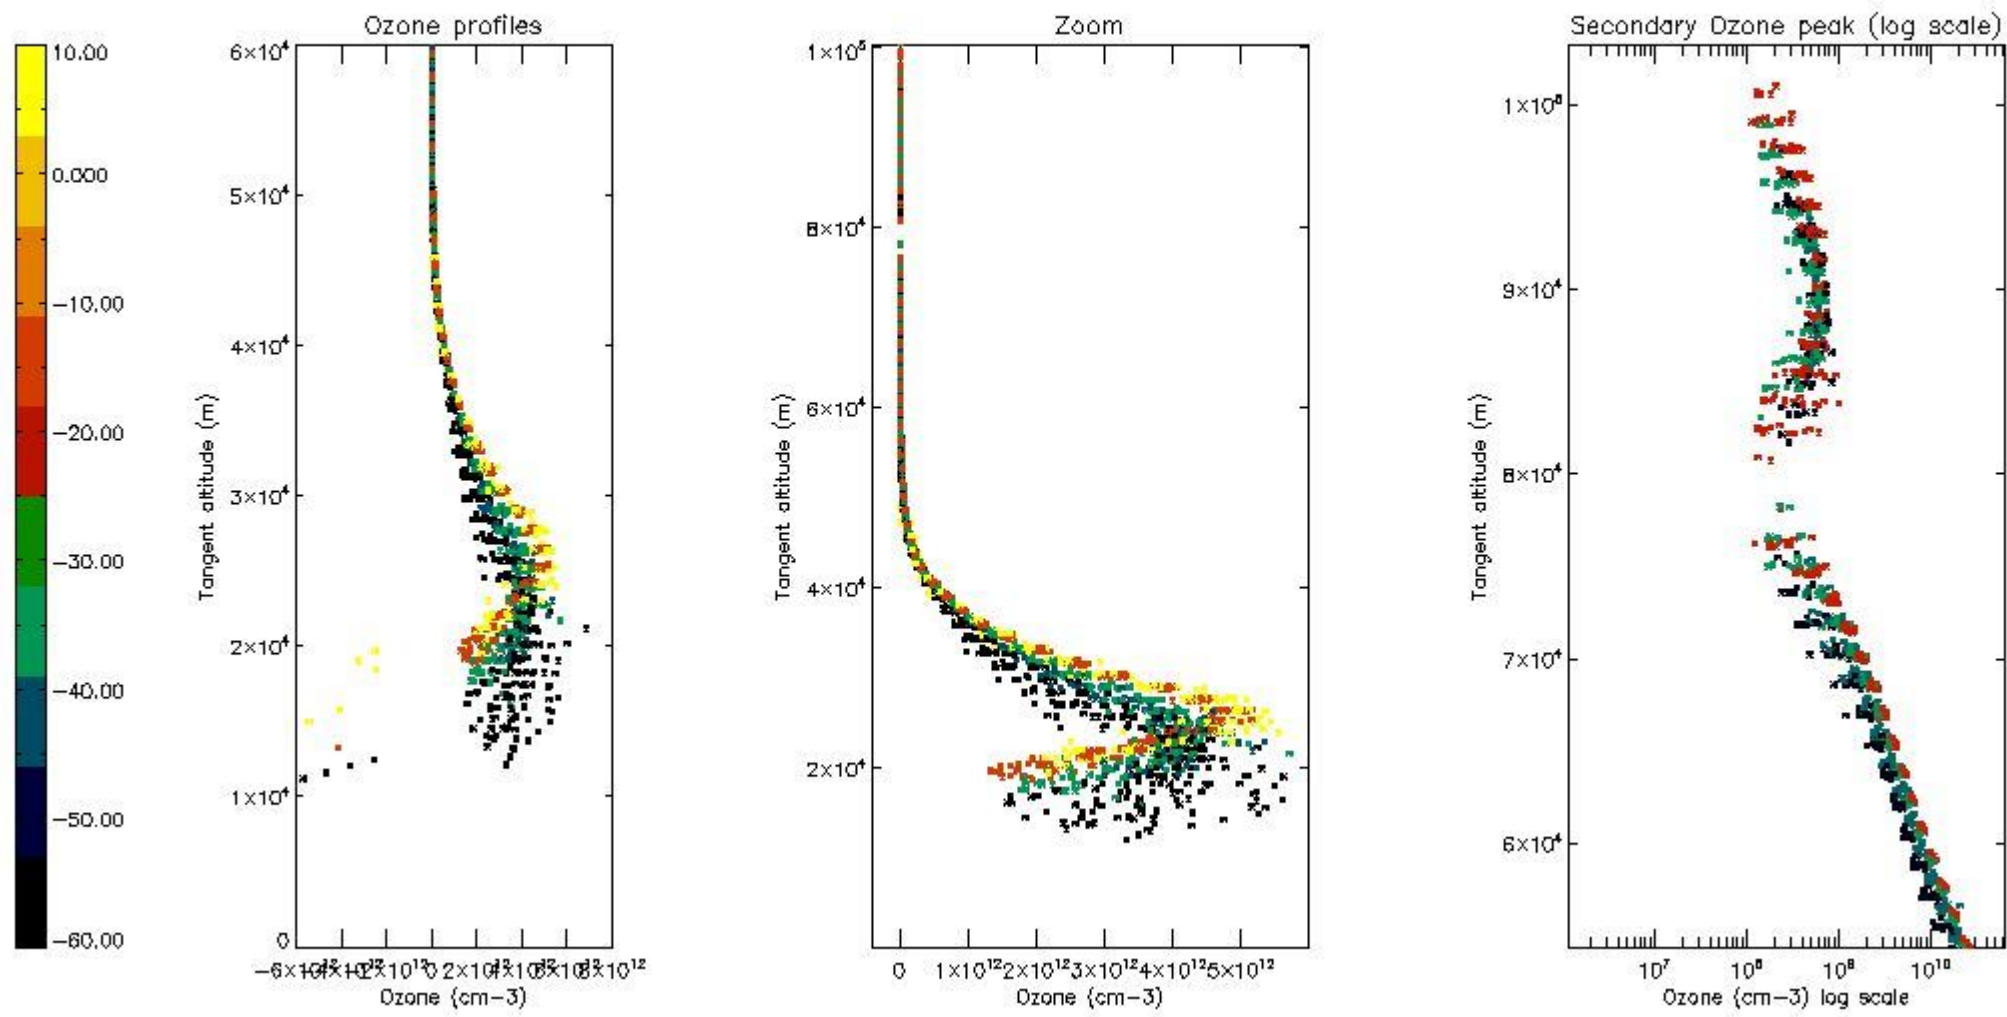 Ozone profiles
Zoom
Secondary Ozone peak (log scale)
10.00
0.000
−10.00
−20.00
−30.00
−40.00
−50.00
−60.00
6×10⁴
5×10⁴
4×10⁴
3×10⁴
2×10⁴
1×10⁴
0
Tangent altitude (m)
0
8×10¹²
Ozone (cm−3)
1×10⁵
8×10⁴
6×10⁴
4×10⁴
2×10⁴
Tangent altitude (m)
0 1×10¹² 2×10¹² 3×10¹² 4×10¹² 5×10¹²
Ozone (cm−3)
9×10⁴
8×10⁴
7×10⁴
6×10⁴
Tangent altitude (m)
10⁷ 10⁸ 10⁹ 10¹⁰
Ozone (cm−3) log scale